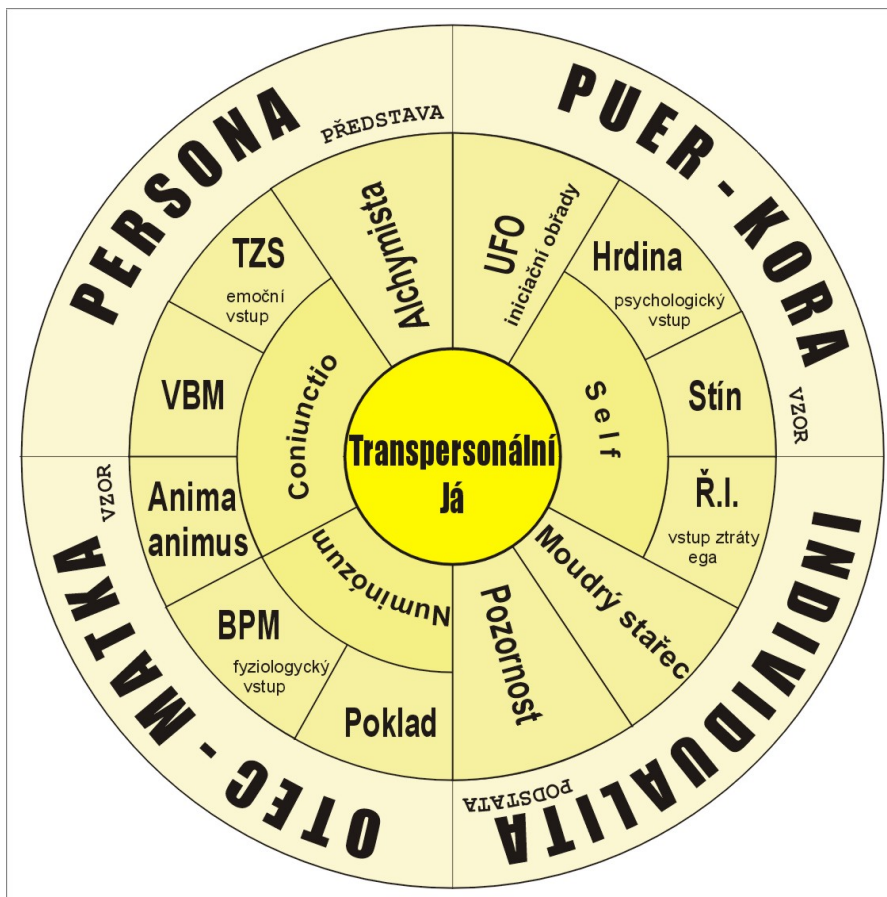 PERSONA
PŘEDSTAVA
PUER - KORA
VZOR
INDIVIDUALITA
PODSTATA
OTEC - MATKA
VZOR
Alchymista
UFO
iniciační obřady
Hrdina
psychologický
vstup
Stín
Ř.I.
vstup ztráty
ega
Moudrý stařec
Pozornost
Poklad
BPM
fyziologycký
vstup
Anima
animus
VBM
TZS
emoční
vstup
Coniunctio
Self
Numinózum
Transpersonální
Já